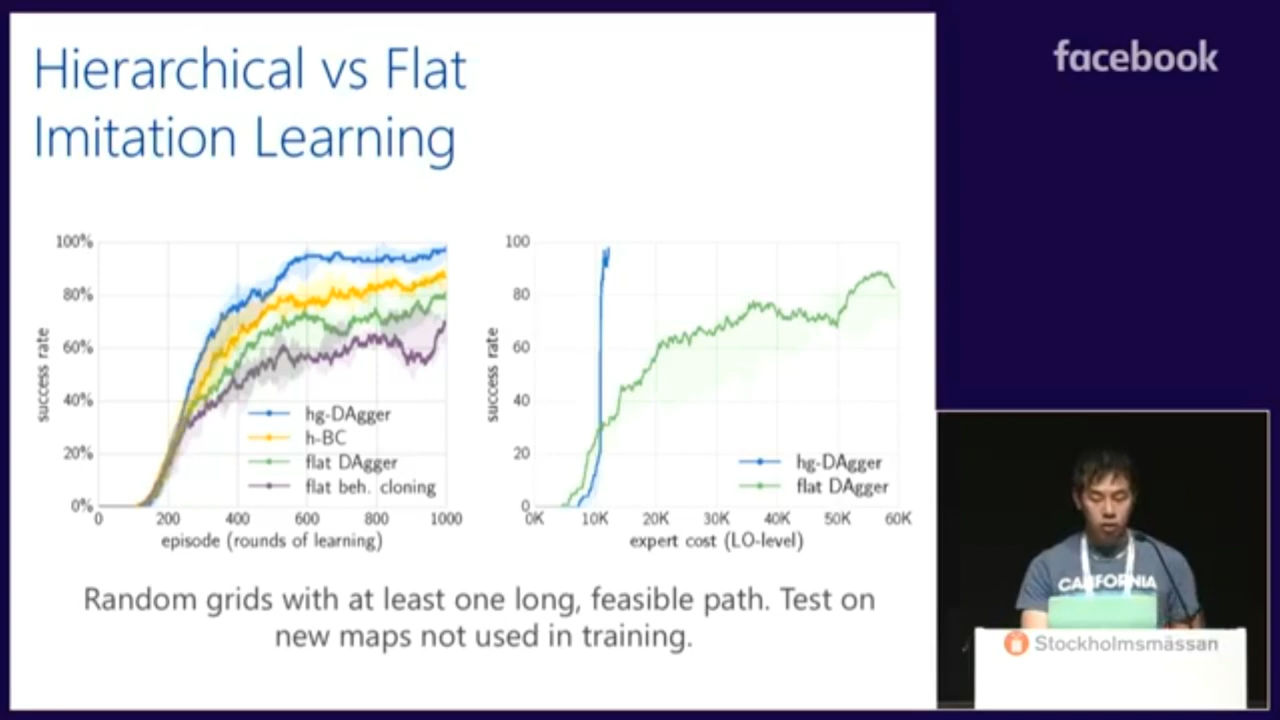 Hierarchical vs Flat
Imitation Learning
facebook
100%
80%
60%
40%
20%
0%
success rate
0
200
400
600
800
1000
episode (rounds of learning)
hg-DAgger
h-BC
flat DAgger
flat beh. cloning
100
80
60
40
20
0
success rate
0K
10K
20K
30K
40K
50K
60K
expert cost (LO-level)
hg-DAgger
flat DAgger
Random grids with at least one long, feasible path. Test on
new maps not used in training.
CALIFORNIA
Stockholmsmässan